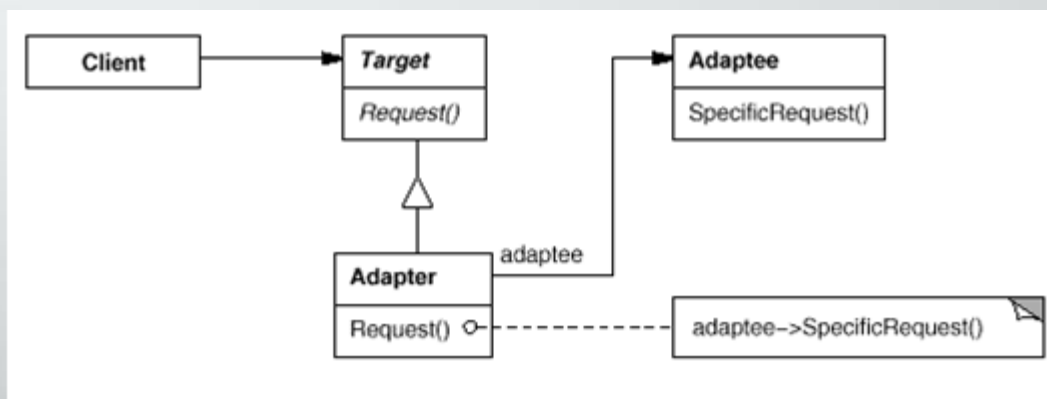 Client
Target
Request()
Adaptee
SpecificRequest()
adaptee
Adapter
Request()
adaptee−>SpecificRequest()